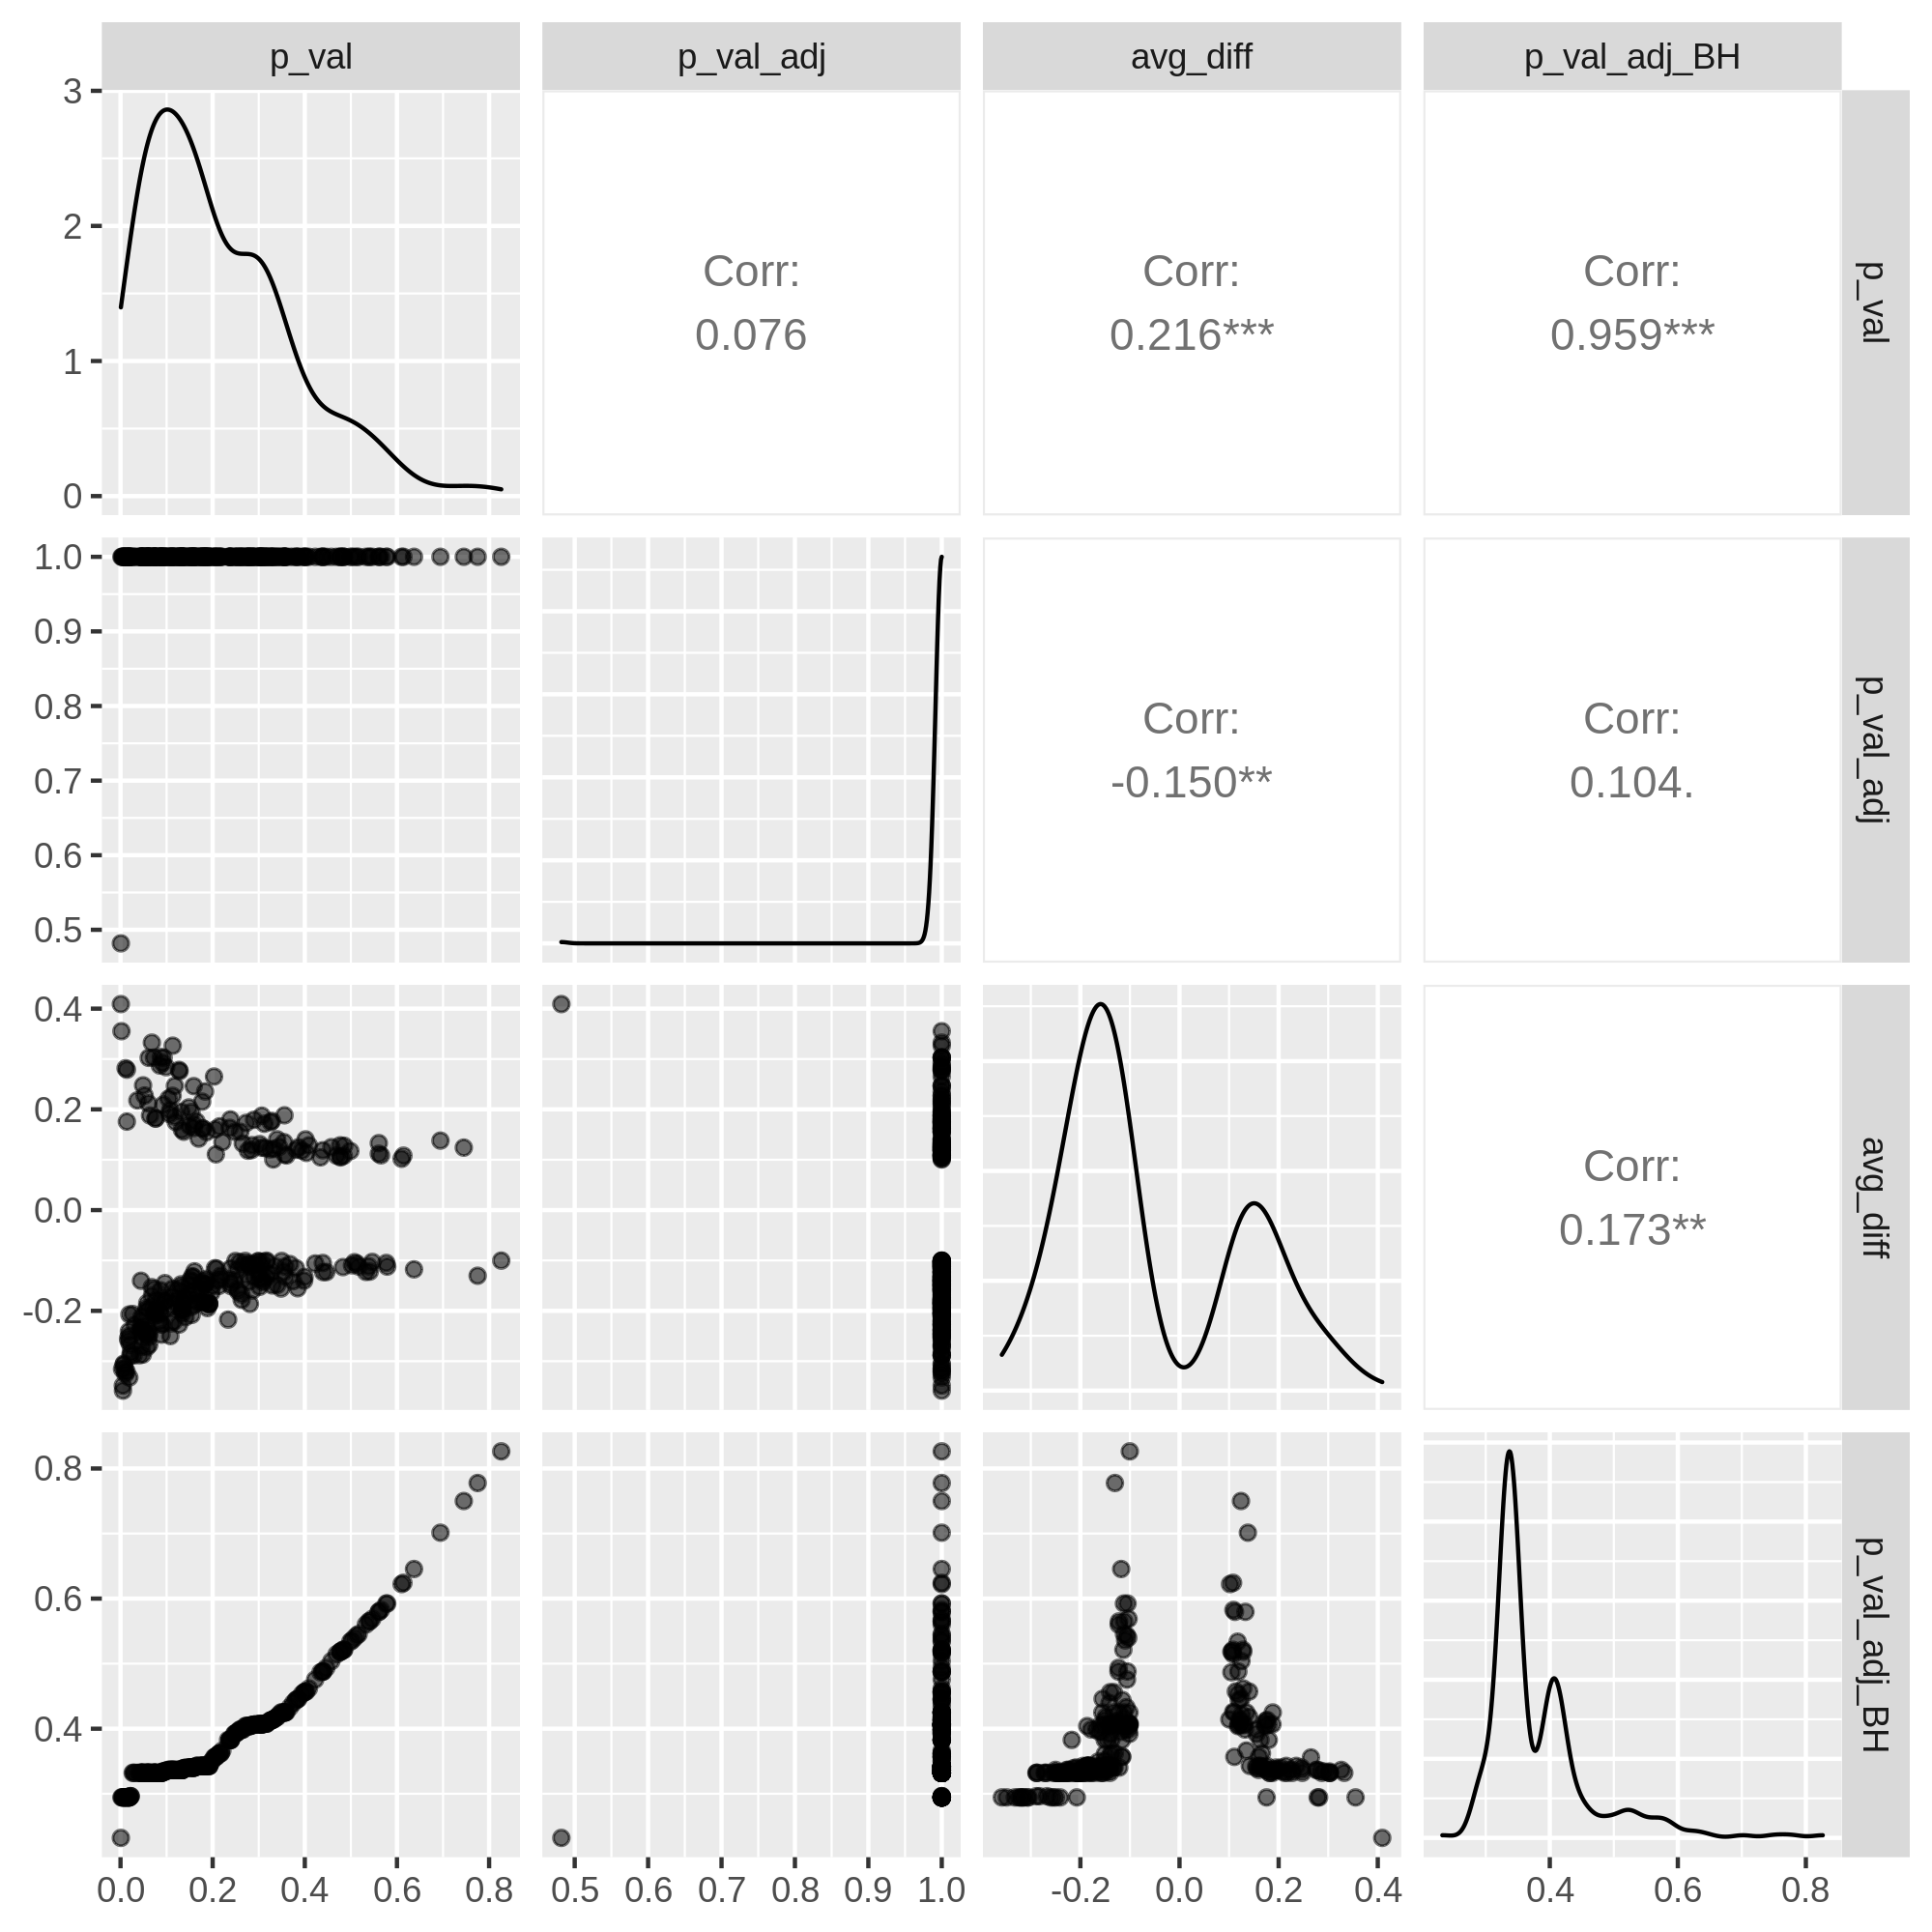 p_val
p_val_adj
avg_diff
p_val_adj_BH
3
2
1
0
Corr:
0.076
Corr:
0.216***
Corr:
0.959***
p_val
1.0
0.9
0.8
0.7
0.6
0.5
Corr:
-0.150**
Corr:
0.104.
p_val_adj
0.4
0.2
0.0
-0.2
Corr:
0.173**
avg_diff
0.8
0.6
0.4
p_val_adj_BH
0.0 0.2 0.4 0.6 0.8
0.5 0.6 0.7 0.8 0.9 1.0
-0.2 0.0 0.2 0.4
0.4 0.6 0.8